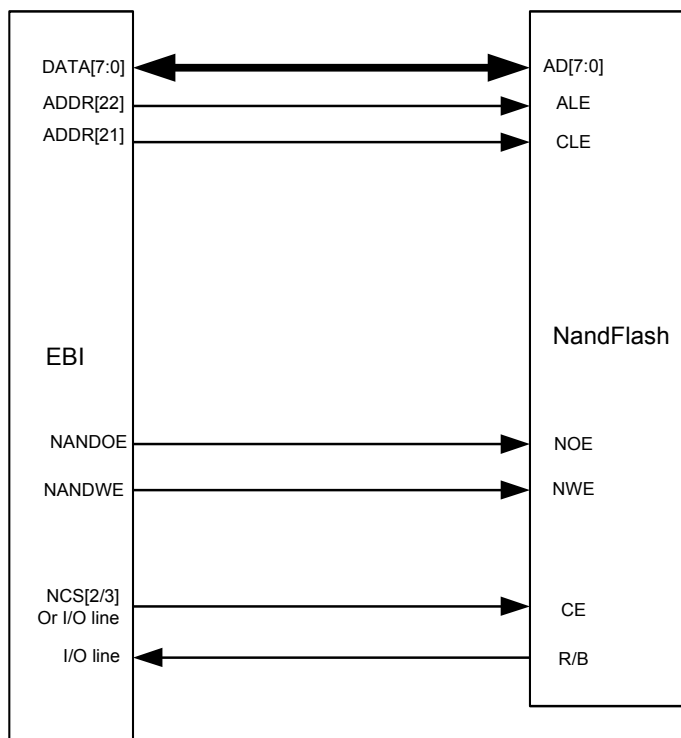 DATA[7:0]
AD[7:0]
ADDR[22]
ALE
ADDR[21]
CLE
EBI
NandFlash
NANDOE
NOE
NANDWE
NWE
NCS[2/3]
Or I/O line
CE
I/O line
R/B